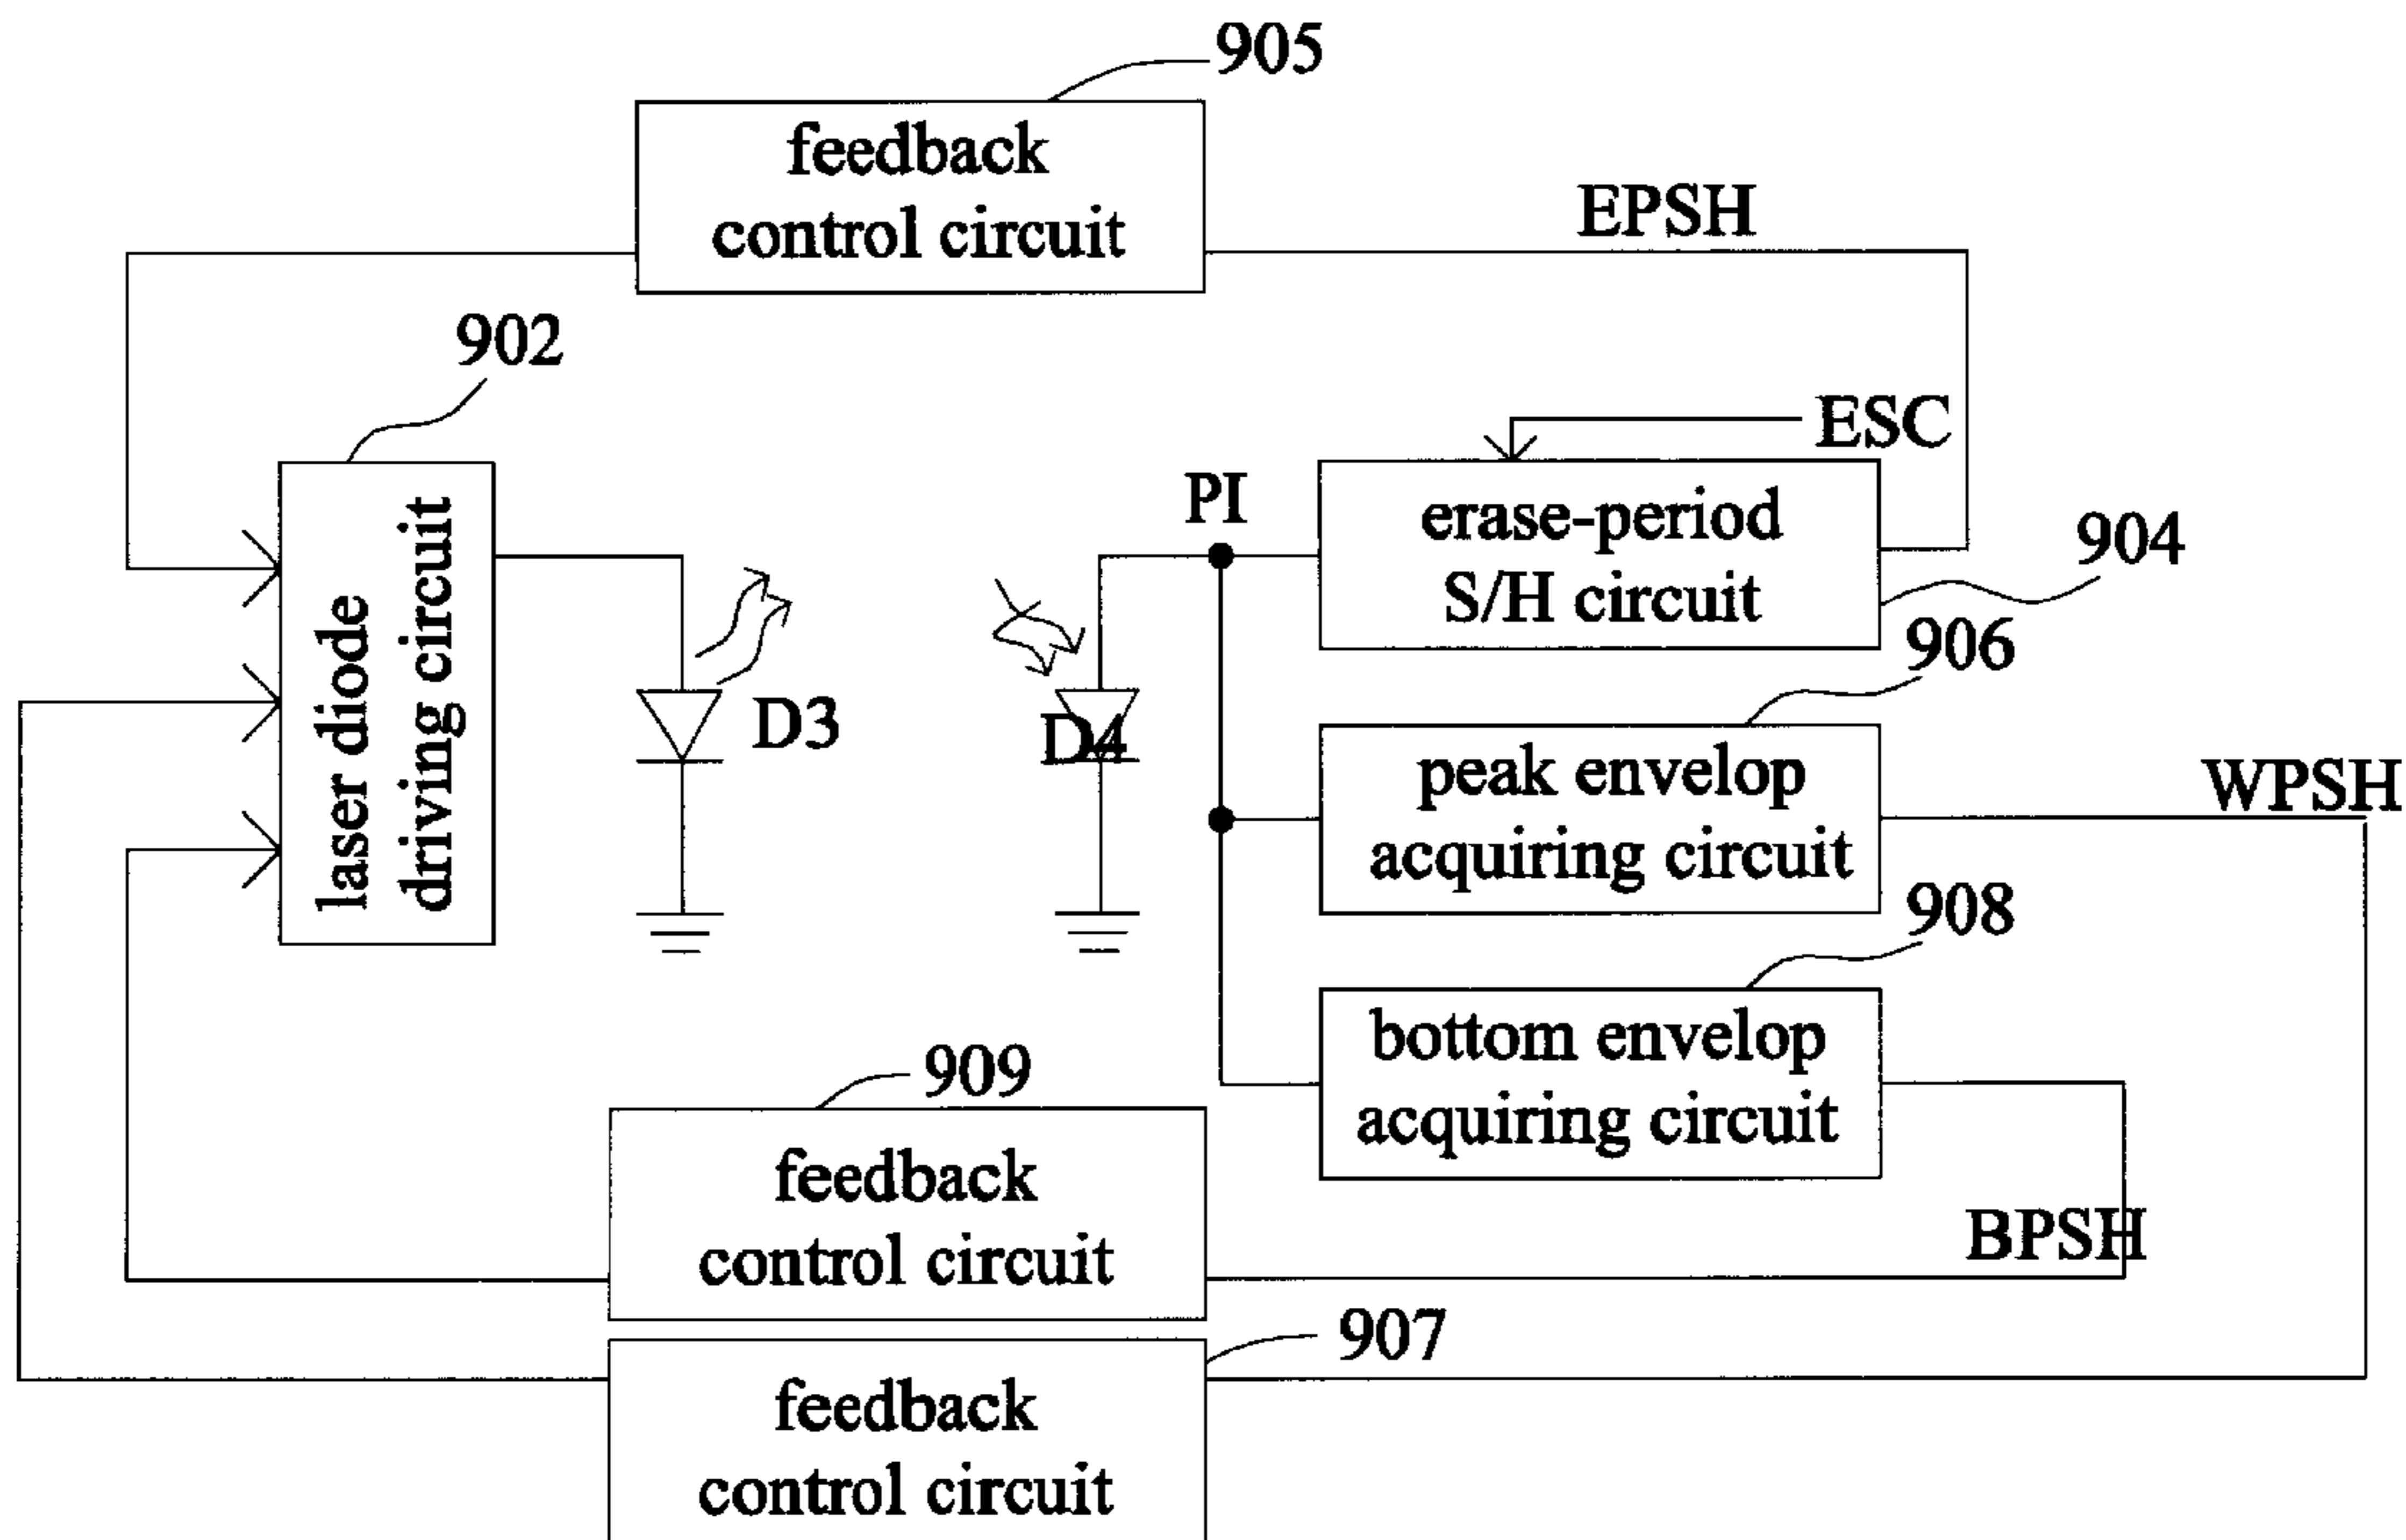 905
feedback
control circuit
EPSH
902
ESC
PI
erase-period
S/H circuit
904
laser diode
driving circuit
906
D3
D4
peak envelop
acquiring circuit
WPSH
908
bottom envelop
acquiring circuit
909
feedback
control circuit
BPSH
907
feedback
control circuit